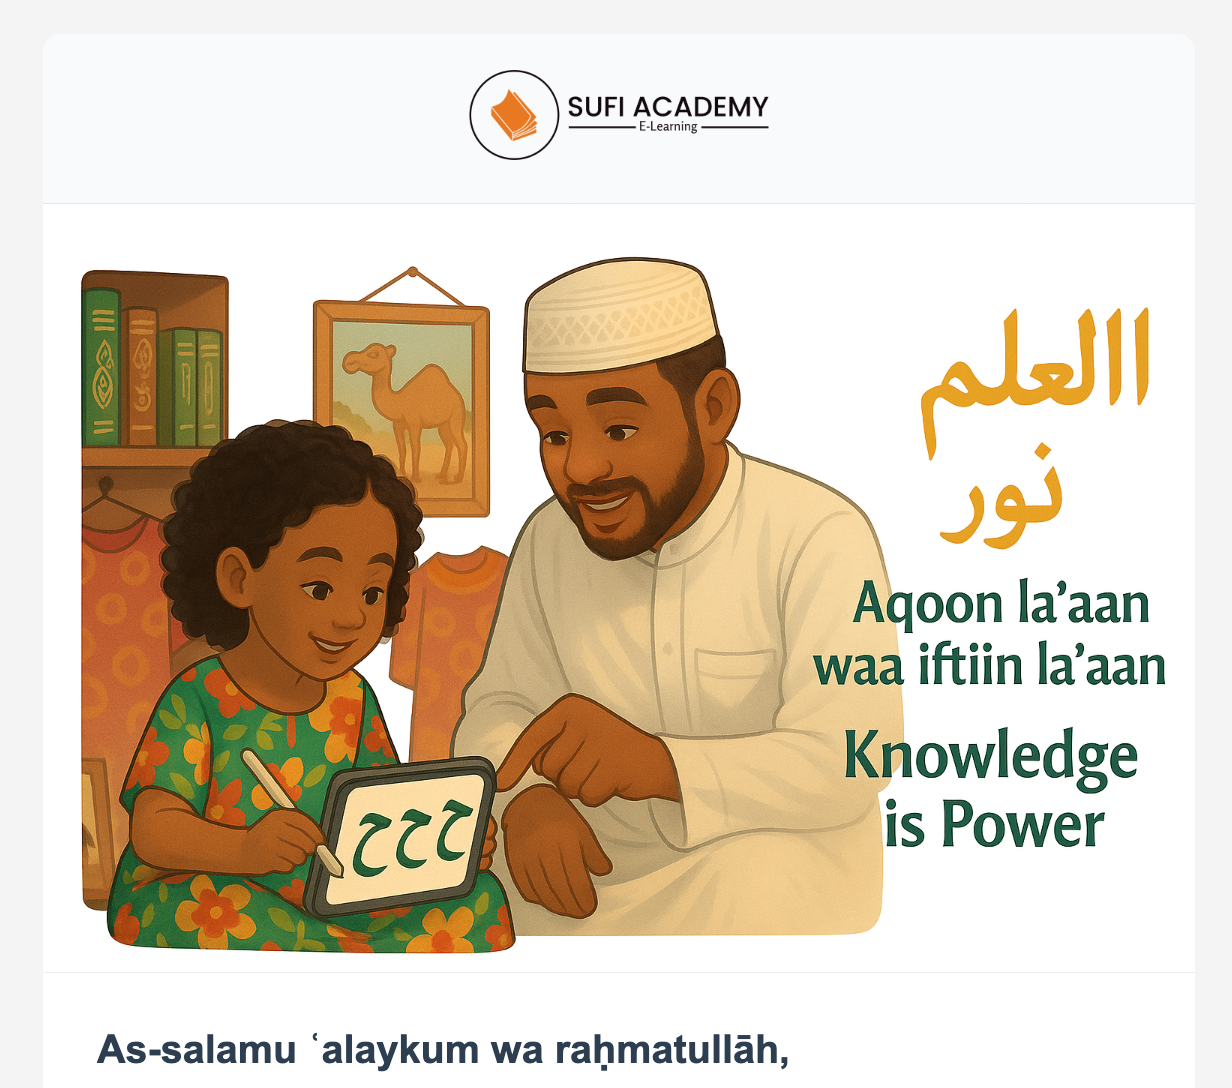 SUFI ACADEMY
E-Learning
االعلم
نور
Aqoon la’aan
waa iftiin la’aan
Knowledge
is Power
ح ح ح
As-salamu ʿalaykum wa raḥmatullāh,